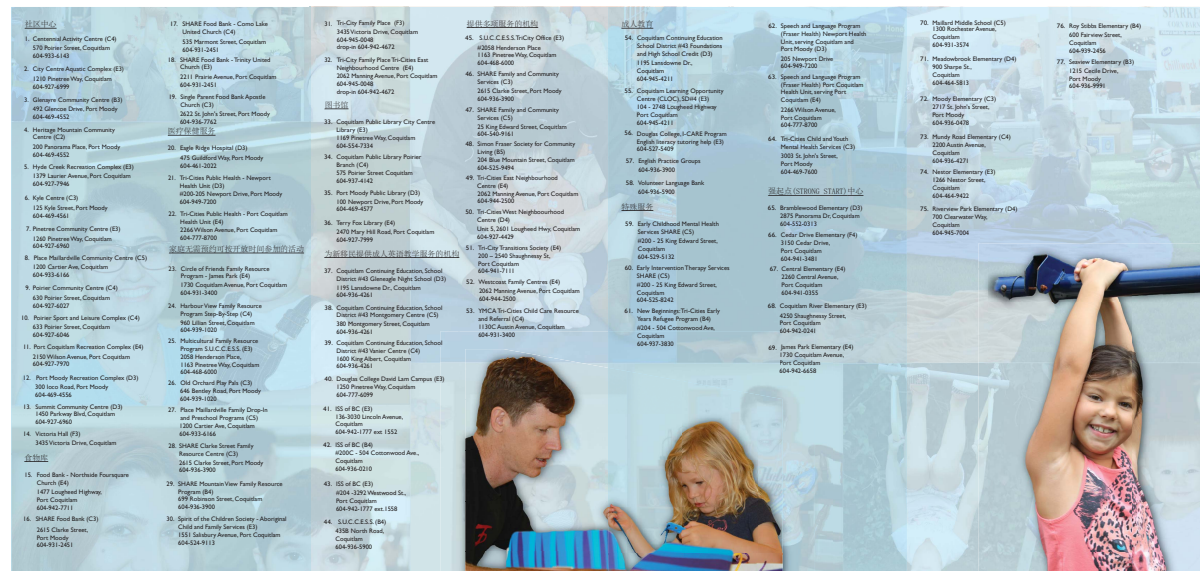 社区中心
1. Centennial Activity Centre (C4)
570 Poirier Street, Coquitlam
604-933-6143
2. City Centre Aquatic Complex (E3)
1210 Pinetree Way, Coquitlam
604-927-6999
3. Glenayre Community Centre (B3)
492 Glencoe Drive, Port Moody
604-469-4552
4. Heritage Mountain Community
Centre (C2)
200 Panorama Place, Port Moody
604-469-4552
5. Hyde Creek Recreation Complex (E3)
1379 Laurier Avenue, Port Coquitlam
604-927-7946
6. Kyle Centre (C3)
125 Kyle Street, Port Moody
604-469-4561
7. Pinetree Community Centre (E3)
1260 Pinetree Way, Coquitlam
604-927-6960
8. Place Maillardville Community Centre (C5)
1200 Cartier Ave, Coquitlam
604-933-6166
9. Poirier Community Centre (C4)
630 Poirier Street, Coquitlam
604-927-6027
10. Poirier Sport and Leisure Complex (C4)
633 Poirier Street, Coquitlam
604-927-6046
11. Port Coquitlam Recreation Complex (E4)
2150 Wilson Avenue, Port Coquitlam
604-927-7970
12. Port Moody Recreation Complex (D3)
300 Ioco Road, Port Moody
604-469-4556
13. Summit Community Centre (D3)
1450 Parkway Blvd, Coquitlam
604-927-6960
14. Victoria Hall (F3)
3435 Victoria Drive, Coquitlam
食物库
15. Food Bank - Northside Foursquare
Church (E4)
1477 Lougheed Highway,
Port Coquitlam
604-942-7711
16. SHARE Food Bank (C3)
2615 Clarke Street,
Port Moody
604-931-2451
17. SHARE Food Bank - Como Lake
United Church (C4)
535 Marmont Street, Coquitlam
604-931-2451
18. SHARE Food Bank - Trinity United
Church (E3)
2211 Prairie Avenue, Port Coquitlam
604-931-2451
19. Single Parent Food Bank Apostle
Church (C3)
2622 St. John's Street, Port Moody
604-936-7762
医疗保健服务
20. Eagle Ridge Hospital (D3)
475 Guildford Way, Port Moody
604-461-2022
21. Tri-Cities Public Health - Newport
Health Unit (D3)
#200-205 Newport Drive, Port Moody
604-949-7200
22. Tri-Cities Public Health - Port Coquitlam
Health Unit (E4)
2266 Wilson Avenue, Port Coquitlam
604-777-8700
家庭无需预约可按开放时间参加的活动
23. Circle of Friends Family Resource
Program - James Park (E4)
1730 Coquitlam Avenue, Port Coquitlam
604-931-3400
24. Harbour View Family Resource
Program Step-By-Step (C4)
960 Lillian Street, Coquitlam
604-939-1020
25. Multicultural Family Resource
Program S.U.C.C.E.S.S. (E3)
2058 Henderson Place,
1163 Pinetree Way, Coquitlam
604-468-6000
26. Old Orchard Play Pals (C3)
646 Bentley Road, Port Moody
604-939-1020
27. Place Maillardville Family Drop-In
and Preschool Programs (C5)
1200 Cartier Ave, Coquitlam
604-933-6166
28. SHARE Clarke Street Family
Resource Centre (C3)
2615 Clarke Street, Port Moody
604-936-3900
29. SHARE Mountain View Family Resource
Program (B4)
699 Robinson Street, Coquitlam
604-936-3900
30. Spirit of the Children Society - Aboriginal
Child and Family Services (E3)
1551 Salisbury Avenue, Port Coquitlam
604-524-9113
31. Tri-City Family Place (F3)
3435 Victoria Drive, Coquitlam
604-945-0048
drop-in 604-942-4672
32. Tri-City Family Place Tri-Cities East
Neighbourhood Centre (E4)
2062 Manning Avenue, Port Coquitlam
604-945-0048
drop-in 604-942-4672
图书馆
33. Coquitlam Public Library City Centre
Library (E3)
1169 Pinetree Way, Coquitlam
604-554-7334
34. Coquitlam Public Library Poirier
Branch (C4)
575 Poirier Street Coquitlam
604-937-4142
35. Port Moody Public Library (D3)
100 Newport Drive, Port Moody
604-469-4577
36. Terry Fox Library (E4)
2470 Mary Hill Road, Port Coquitlam
604-927-7999
为新移民提供成人英语教学服务的机构
37. Coquitlam Continuing Education, School
District #43 Gleneagle Night School (D3)
1195 Lansdowne Dr., Coquitlam
604-936-4261
38. Coquitlam Continuing Education, School
District #43 Montgomery Centre (C5)
380 Montgomery Street, Coquitlam
604-936-4261
39. Coquitlam Continuing Education, School
District #43 Vanier Centre (C4)
1600 King Albert, Coquitlam
604-936-4261
40. Douglas College David Lam Campus (E3)
1250 Pinetree Way, Coquitlam
604-777-6099
41. ISS of BC (E3)
136-3030 Lincoln Avenue,
Coquitlam
604-942-1777 ext 1552
42. ISS of BC (B4)
#200C - 504 Cottonwood Ave.,
Coquitlam
604-936-0210
43. ISS of BC (E3)
#204 -3292 Westwood St.,
Port Coquitlam
604-942-1777 ext.1558
44. S.U.C.C.E.S.S. (B4)
435B North Road,
Coquitlam
604-936-5900
提供多项服务的机构
45. S.U.C.C.E.S.S. Tri-City Office (E3)
#2058 Henderson Place
1163 Pinetree Way, Coquitlam
604-468-6000
46. SHARE Family and Community
Services (C3)
2615 Clarke Street, Port Moody
604-936-3900
47. SHARE Family and Community
Services (C5)
25 King Edward Street, Coquitlam
604-540-9161
48. Simon Fraser Society for Community
Living (B5)
204 Blue Mountain Street, Coquitlam
604-525-9494
49. Tri-Cities East Neighbourhood
Centre (E4)
2062 Manning Avenue, Port Coquitlam
604-944-2500
50. Tri-Cities West Neighbourhood
Centre (D4)
Unit 5, 2601 Lougheed Hwy, Coquitlam
604-927-4429
51. Tri-City Transitions Society (E4)
200 – 2540 Shaughnessy St,
Port Coquitlam
604-941-7111
52. Westcoast Family Centres (E4)
2062 Manning Avenue, Port Coquitlam
604-944-2500
53. YMCA Tri-Cities Child Care Resource
and Referral (C4)
1130C Austin Avenue, Coquitlam
604-931-3400
成人教育
54. Coquitlam Continuing Education
School District #43 Foundations
and High School Credit (D3)
1195 Lansdowne Dr.,
Coquitlam
604-945-4211
55. Coquitlam Learning Opportunity
Centre (CLOC), SD#4 (E3)
104 - 2748 Lougheed Highway
Port Coquitlam
604-945-4211
56. Douglas College, I-CARE Program
English literacy tutoring help (E3)
604-527-5409
57. English Practice Groups
604-936-3900
58. Volunteer Language Bank
604-936-5900
特殊服务
59. Early Childhood Mental Health
Services SHARE (C5)
#200 - 25 King Edward Street,
Coquitlam
604-529-5132
60. Early Intervention Therapy Services
SHARE (C5)
#200 - 25 King Edward Street,
Coquitlam
604-525-8242
61. New Beginnings: Tri-Cities Early
Years Refugee Program (B4)
#204 - 504 Cottonwood Ave,
Coquitlam
604-937-3830
62. Speech and Language Program
(Fraser Health) Newport Health
Unit, serving Coquitlam and
Port Moody (D3)
205 Newport Drive
604-949-7200
63. Speech and Language Program
(Fraser Health) Port Coquitlam
Health Unit, serving Port
Coquitlam (E4)
2266 Wilson Avenue,
Port Coquitlam
604-777-8700
64. Tri-Cities Child and Youth
Mental Health Services (C3)
3003 St. John's,
Port Moody
604-469-7600
强起点(STRONG START)中心
65. Bramblewood Elementary (D3)
2875 Panorama Dr, Coquitlam
604-552-0313
66. Cedar Drive Elementary (F4)
3150 Cedar Drive,
Port Coquitlam
604-941-3481
67. Central Elementary (E4)
2260 Central Avenue,
Port Coquitlam
604-941-0355
68. Coquitlam River Elementary (E3)
4250 Shaughnessy Street,
Port Coquitlam
604-942-0241
69. James Park Elementary (E4)
1730 Coquitlam Avenue,
Port Coquitlam
604-942-6658
70. Maillard Middle School (C5)
1300 Rochester Avenue,
Coquitlam
604-931-3574
71. Meadowbrook Elementary (D4)
900 Sharpe St.,
Coquitlam
604-464-5813
72. Moody Elementary (C3)
2717 St. John's Street,
Port Moody
604-936-0478
73. Mundy Road Elementary (C4)
2200 Austin Avenue,
Coquitlam
604-936-4271
74. Nestor Elementary (E3)
1266 Nestor Street,
Coquitlam
604-464-9422
75. Riverview Park Elementary (D4)
700 Clearwater Way,
Coquitlam
604-945-7004
76. Roy Stibbs Elementary (B4)
600 Fairview Street,
Coquitlam
604-939-2456
77. Seaview Elementary (B3)
1215 Cecile Drive,
Port Moody
604-936-9991